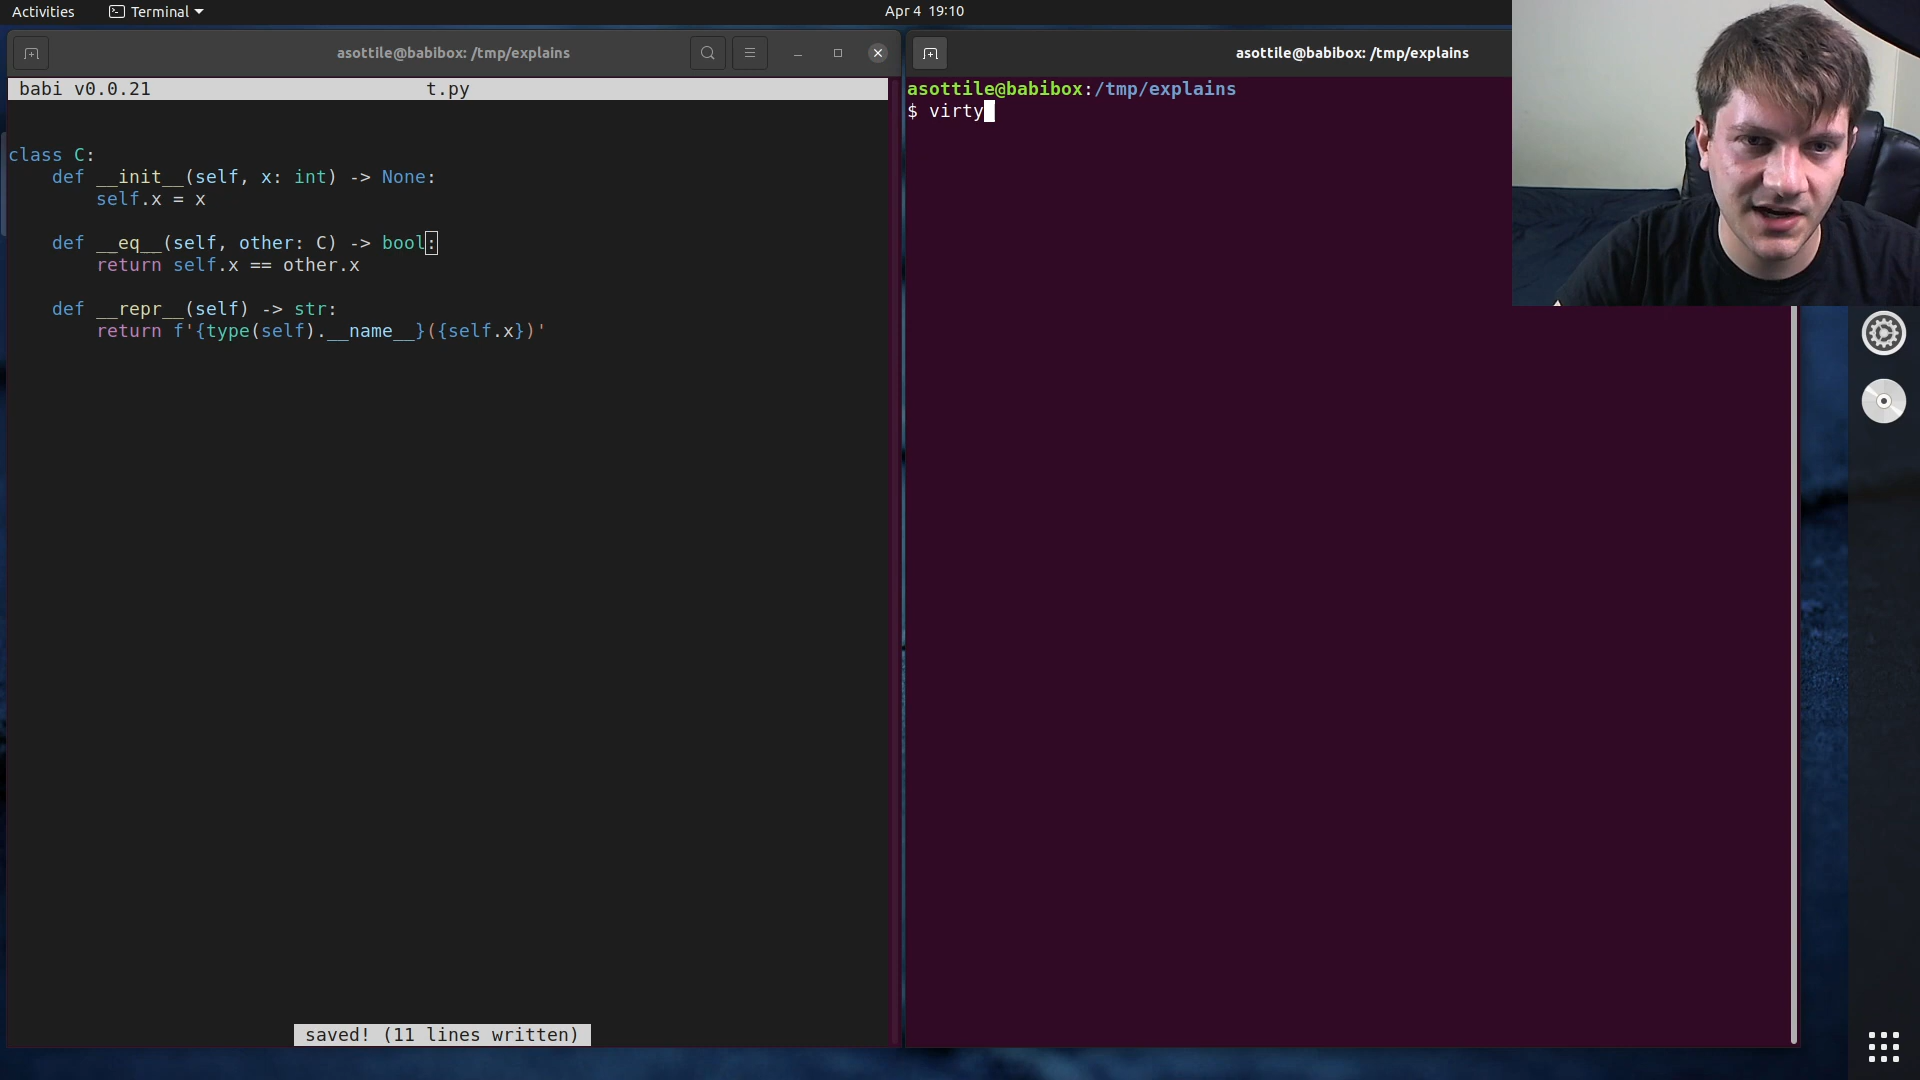 Activities
Terminal
Apr 4 19:10
asottile@babibox: /tmp/explains
babi v0.0.21
t.py
class C:
    def __init__(self, x: int) -> None:
        self.x = x
    def __eq__(self, other: C) -> bool:
        return self.x == other.x
    def __repr__(self) -> str:
        return f'{type(self).__name__}({self.x})'
saved! (11 lines written)
asottile@babibox: /tmp/explains
asottile@babibox:/tmp/explains
$ virty